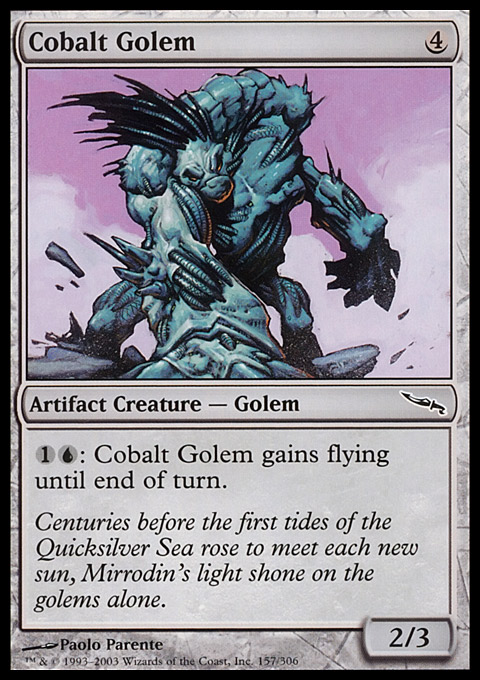 Cobalt Golem 4
Artifact Creature — Golem
1: Cobalt Golem gains flying
until end of turn.
Centuries before the first tides of the
Quicksilver Sea rose to meet each new
sun, Mirrodin's light shone on the
golems alone.
Paolo Parente
2/3
™ & © 1993–2003 Wizards of the Coast, Inc. 157/306